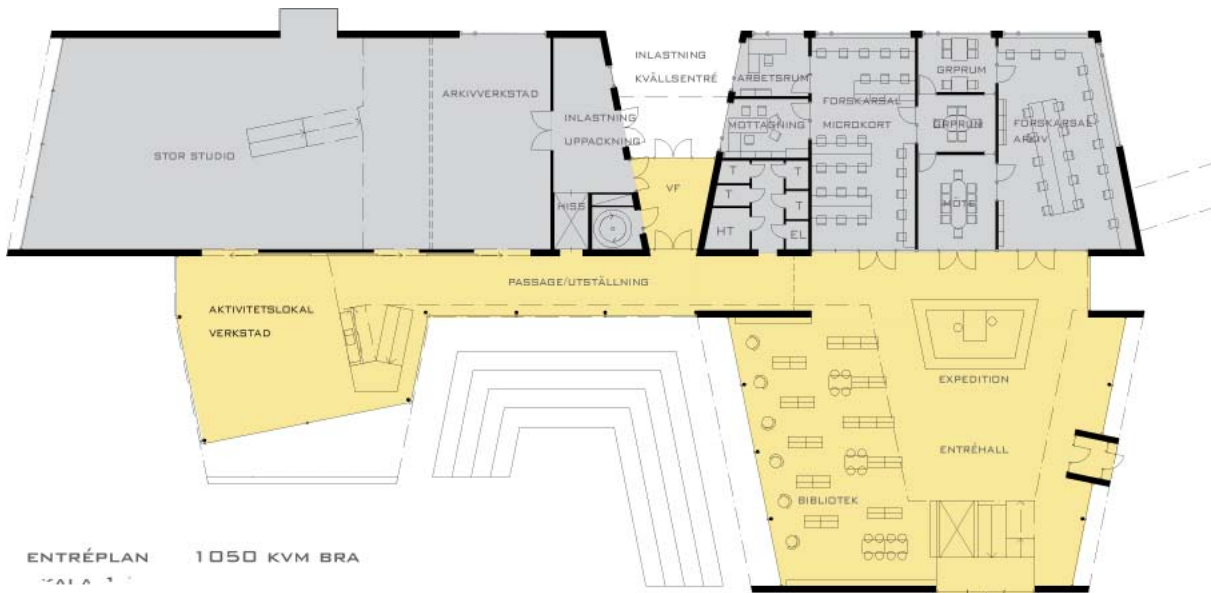 INLASTNING
KVÄLLSENTRÉ
ARBETSRUM
GRPRUM
ARKIVVERKSTAD
FORSKARSAL
MICROKORT
INLASTNING
UPPACKNING
MOTTAGNING
GRPRUM
FORSKARSAL
ARKIV
STOR STUDIO
T
T
VF
T
T
HISS
MÖTE
HT
EL
PASSAGE/UTSTÄLLNING
AKTIVITETSLOKAL
VERKSTAD
EXPEDITION
ENTRÉHALL
BIBLIOTEK
ENTRÉPLAN 1050 KVM BRA